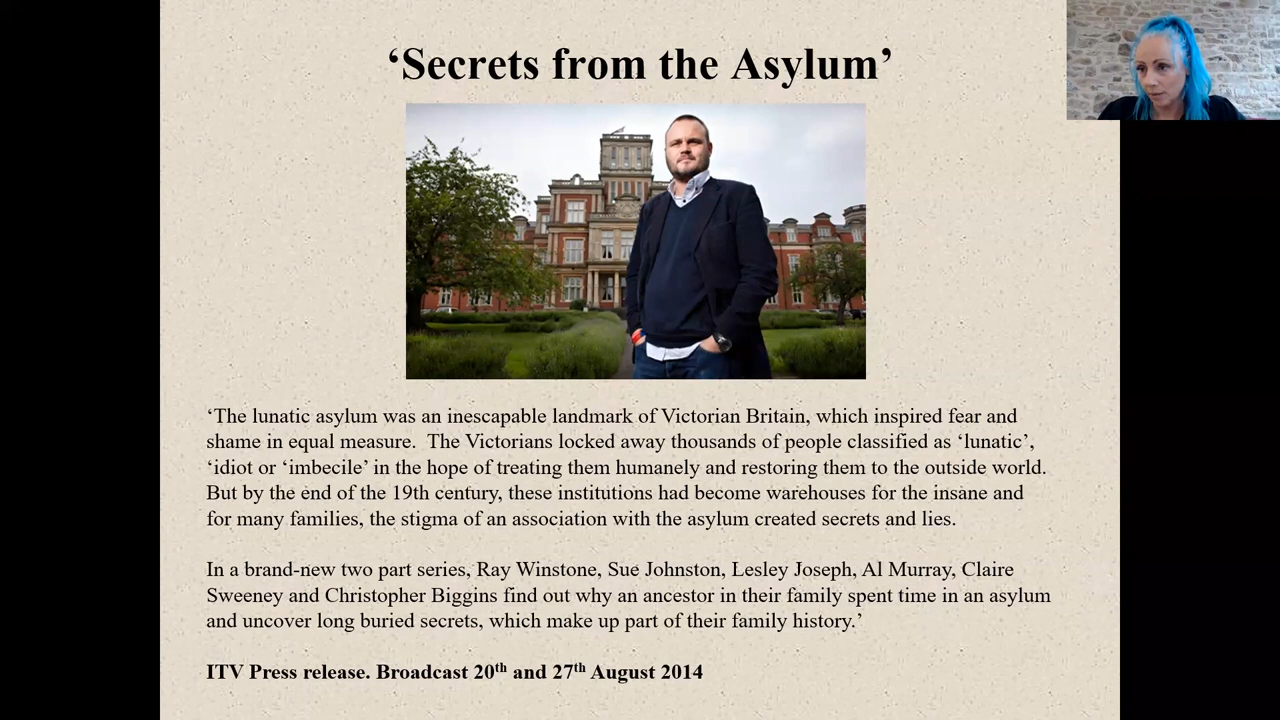 ‘Secrets from the Asylum’
‘The lunatic asylum was an inescapable landmark of Victorian Britain, which inspired fear and
shame in equal measure.  The Victorians locked away thousands of people classified as ‘lunatic’,
‘idiot or ‘imbecile’ in the hope of treating them humanely and restoring them to the outside world.
But by the end of the 19th century, these institutions had become warehouses for the insane and
for many families, the stigma of an association with the asylum created secrets and lies.
In a brand-new two part series, Ray Winstone, Sue Johnston, Lesley Joseph, Al Murray, Claire
Sweeney and Christopher Biggins find out why an ancestor in their family spent time in an asylum
and uncover long buried secrets, which make up part of their family history.’
ITV Press release. Broadcast 20th and 27th August 2014